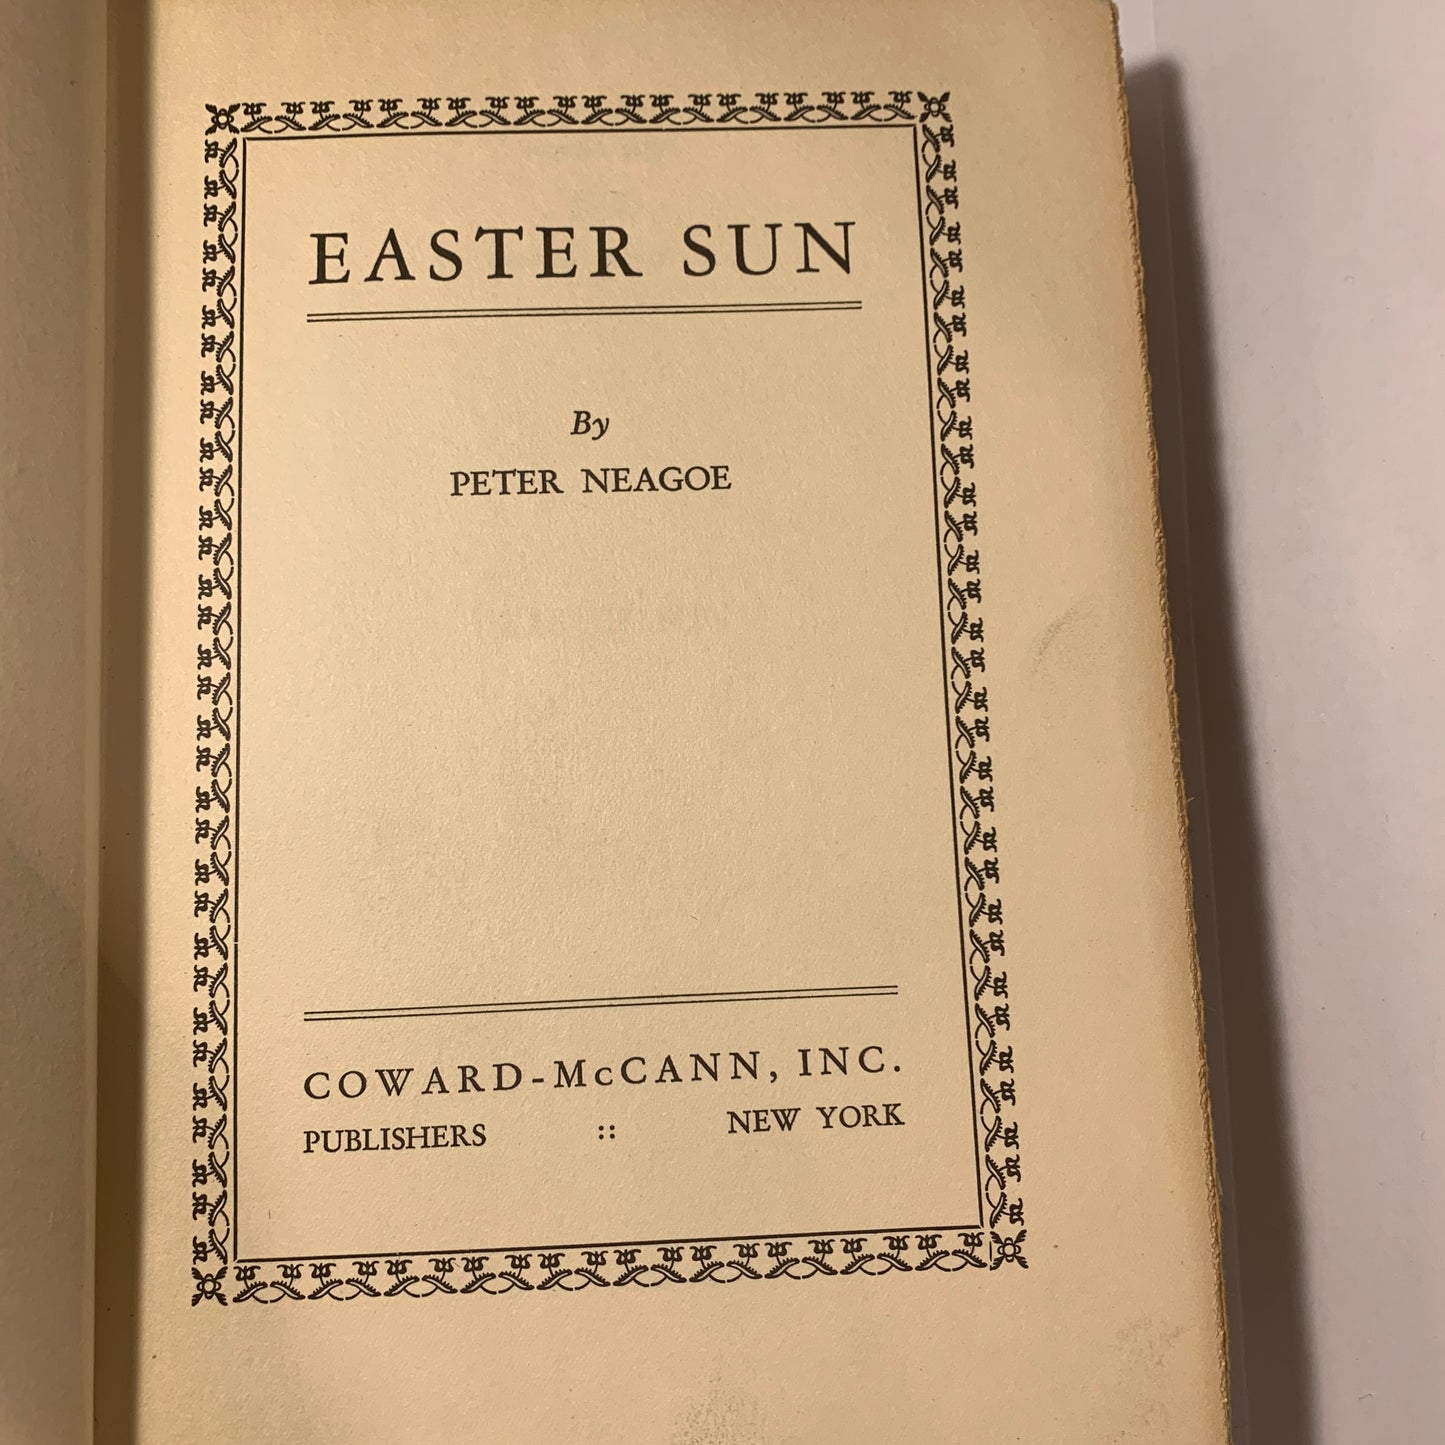 EASTER SUN
By
PETER NEAGOE
COWARD-McCANN, INC.
PUBLISHERS :: NEW YORK